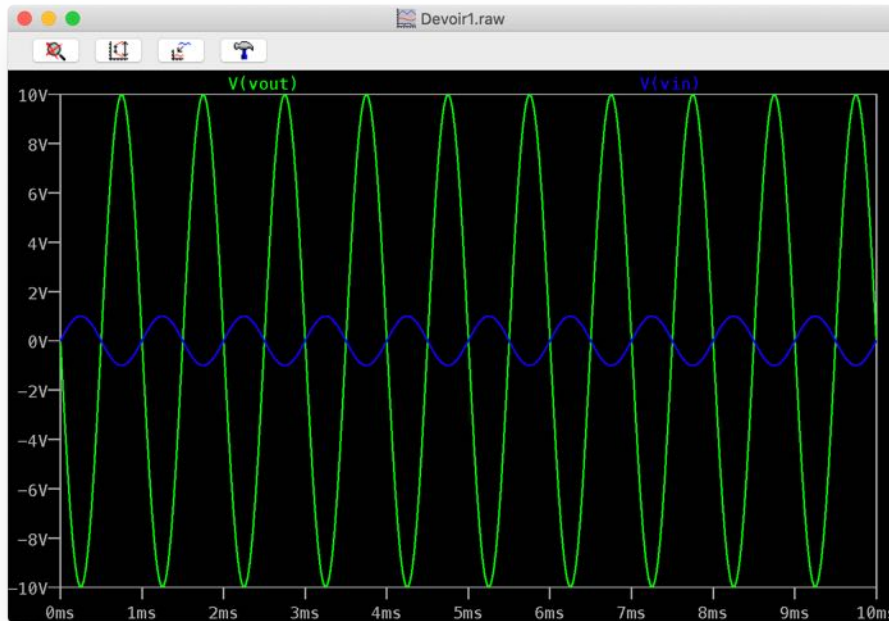 Devoir1.raw
V(vout) V(vin)
10V
8V
6V
4V
2V
0V
-2V
-4V
-6V
-8V
-10V
0ms 1ms 2ms 3ms 4ms 5ms 6ms 7ms 8ms 9ms 10ms